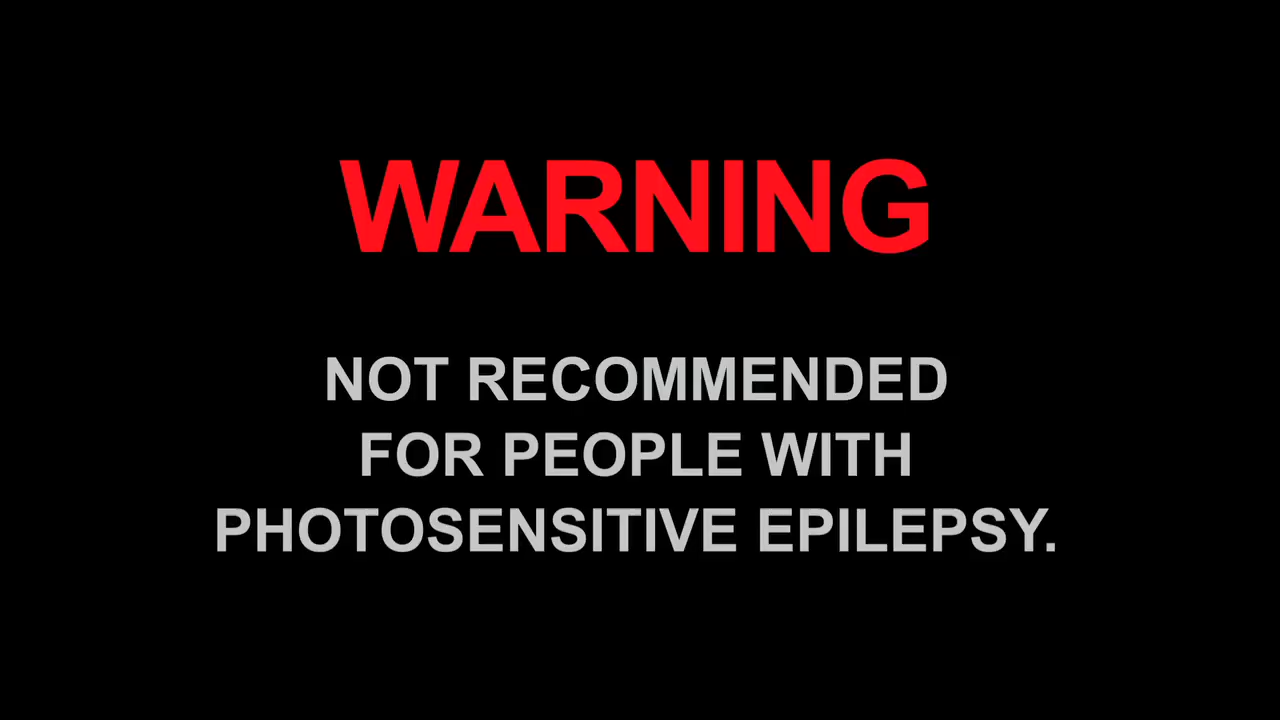 WARNING
NOT RECOMMENDED
FOR PEOPLE WITH
PHOTOSENSITIVE EPILEPSY.